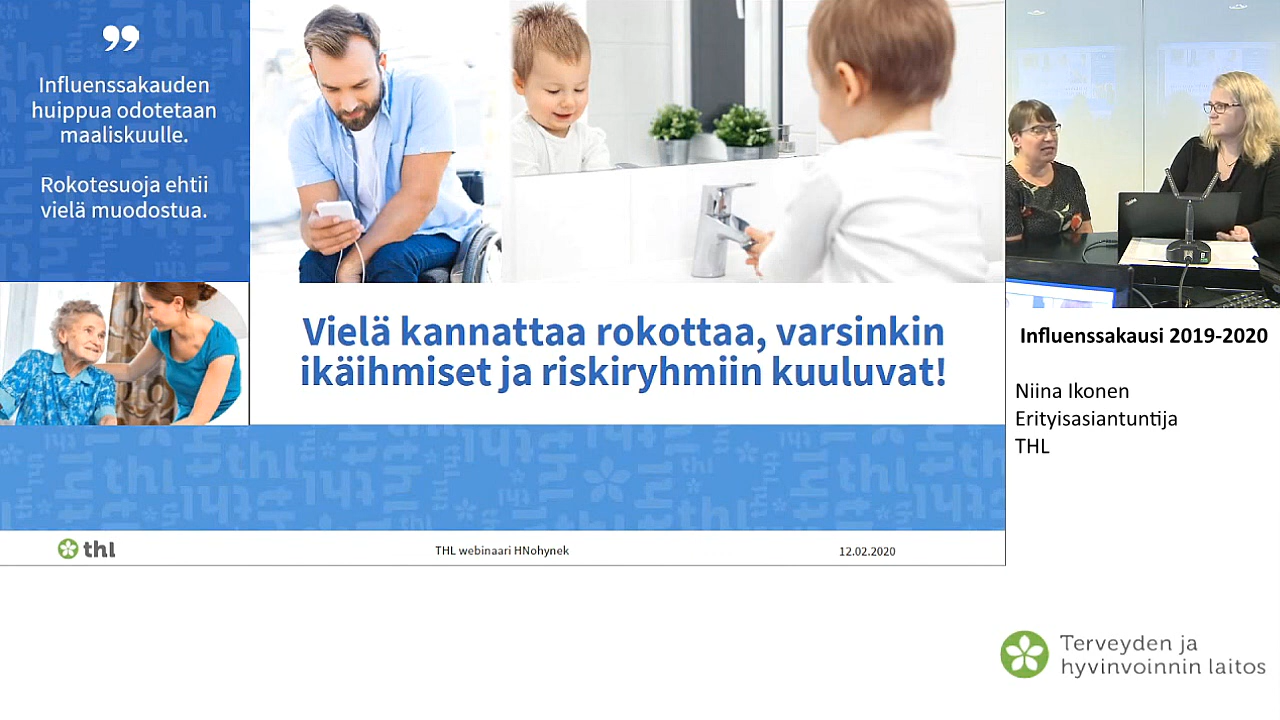 Influenssakauden
huippua odotetaan
maaliskuulle.
Rokotesuoja ehtii
vielä muodostua.
Vielä kannattaa rokottaa, varsinkin
ikäihmiset ja riskiryhmiin kuuluvat!
thl
THL webinaari HNohynek
12.02.2020
Influenssakausi 2019-2020
Niina Ikonen
Erityisasiantuntija
THL
Terveyden ja
hyvinvoinnin laitos